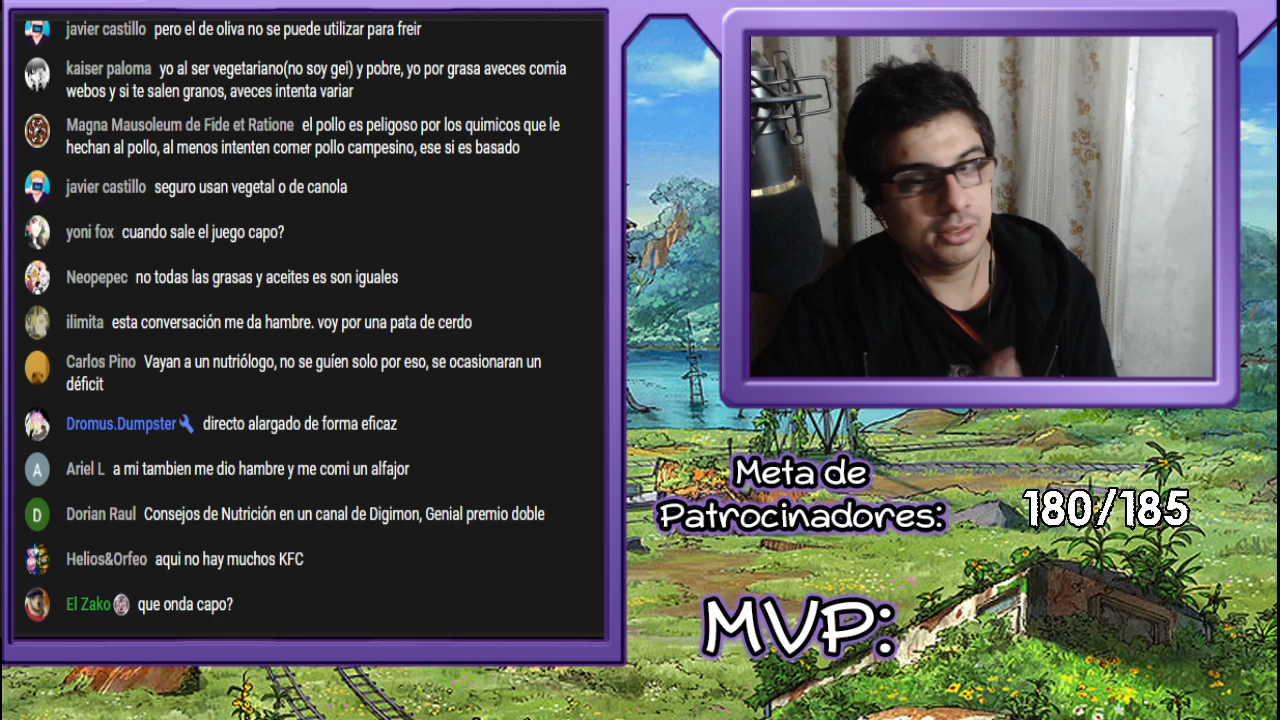 javier castillo pero el de oliva no se puede utilizar para freir
kaiser paloma yo al ser vegetariano(no soy gei) y pobre, yo por grasa aveces comia
webos y si te salen granos, aveces intenta variar
Magna Mausoleum de Fide et Ratione el pollo es peligoso por los quimicos que le
hechan al pollo, al menos intenten comer pollo campesino, ese si es basado
javier castillo seguro usan vegetal o de canola
yoni fox cuando sale el juego capo?
Neopepec no todas las grasas y aceites es son iguales
ilimita esta conversación me da hambre. voy por una pata de cerdo
Carlos Pino Vayan a un nutriólogo, no se guíen solo por eso, se ocasionaran un
déficit
Dromus.Dumpster directo alargado de forma eficaz
A Ariel L a mi tambien me dio hambre y me comi un alfajor
D Dorian Raul Consejos de Nutrición en un canal de Digimon, Genial premio doble
Helios&Orfeo aqui no hay muchos KFC
El Zako que onda capo?
Meta de
Patrocinadores:
180/185
MVP: